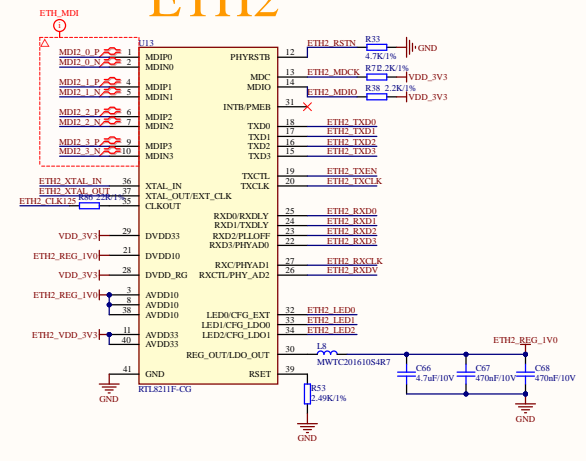 ETH2
ETH_MDI
1
U13
MDI2_0_P 1 MDIP0
MDI2_0_N 2 MDIN0
MDI2_1_P 4 MDIP1
MDI2_1_N 5 MDIN1
MDI2_2_P 6 MDIP2
MDI2_2_N 7 MDIN2
MDI2_3_P 9 MDIP3
MDI2_3_N 10 MDIN3
ETH2_XTAL_IN 36 XTAL_IN
ETH2_XTAL_OUT 37 XTAL_OUT/EXT_CLK
ETH2_CLK125 R86 22R/1% 35 CLKOUT
VDD_3V3 29 DVDD33
ETH2_REG_1V0 21 DVDD10
VDD_3V3 28 DVDD_RG
ETH2_REG_1V0 3 AVDD10
8 AVDD10
38 AVDD10
ETH2_VDD_3V3 11 AVDD33
40 AVDD33
41 GND
GND
RTL8211F-CG
PHYRSTB 12 ETH2_RSTN R33 GND
4.7K/1%
MDC 13 ETH2_MDCK R71 2.2K/1% VDD_3V3
MDIO 14 ETH2_MDIO R38 2.2K/1% VDD_3V3
INTB/PMEB 31
TXD0 18 ETH2_TXD0
TXD1 17 ETH2_TXD1
TXD2 16 ETH2_TXD2
TXD3 15 ETH2_TXD3
TXCTL 19 ETH2_TXEN
TXCLK 20 ETH2_TXCLK
RXD0/RXDLY 25 ETH2_RXD0
RXD1/TXDLY 24 ETH2_RXD1
RXD2/PLLOFF 23 ETH2_RXD2
RXD3/PHYAD0 22 ETH2_RXD3
RXC/PHYAD1 27 ETH2_RXCLK
RXCTL/PHY_AD2 26 ETH2_RXDV
LED0/CFG_EXT 32 ETH2_LED0
LED1/CFG_LDO0 33 ETH2_LED1
LED2/CFG_LDO1 34 ETH2_LED2
REG_OUT/LDO_OUT 30 L8
MWTC201610S4R7
ETH2_REG_1V0
RSET 39
R53
2.49K/1%
GND
C66
4.7uF/10V
C67
470nF/10V
C68
470nF/10V
GND